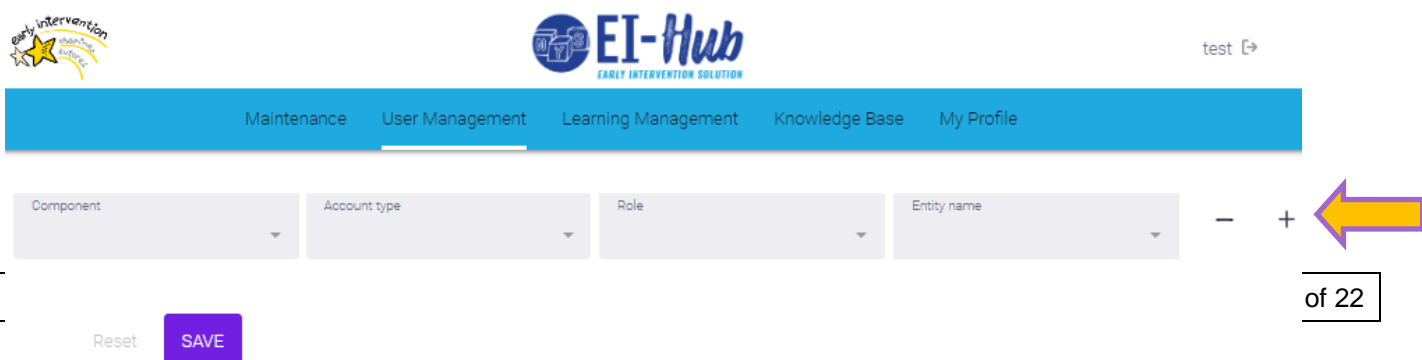 early intervention
EI-Hub
NYS
EARLY INTERVENTION SOLUTION
test
Maintenance User Management Learning Management Knowledge Base My Profile
Component Account type Role Entity name
− +
of 22
Reset SAVE